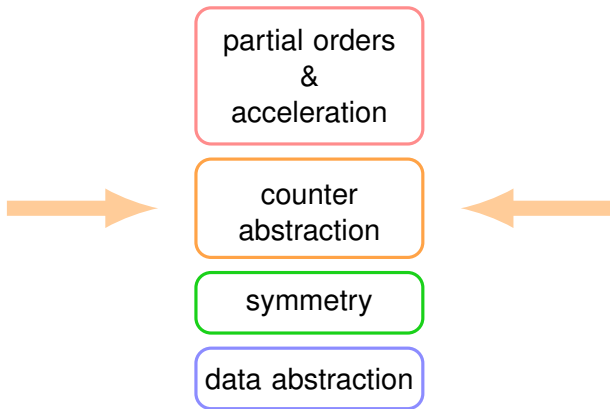 partial orders
&
acceleration
counter
abstraction
symmetry
data abstraction